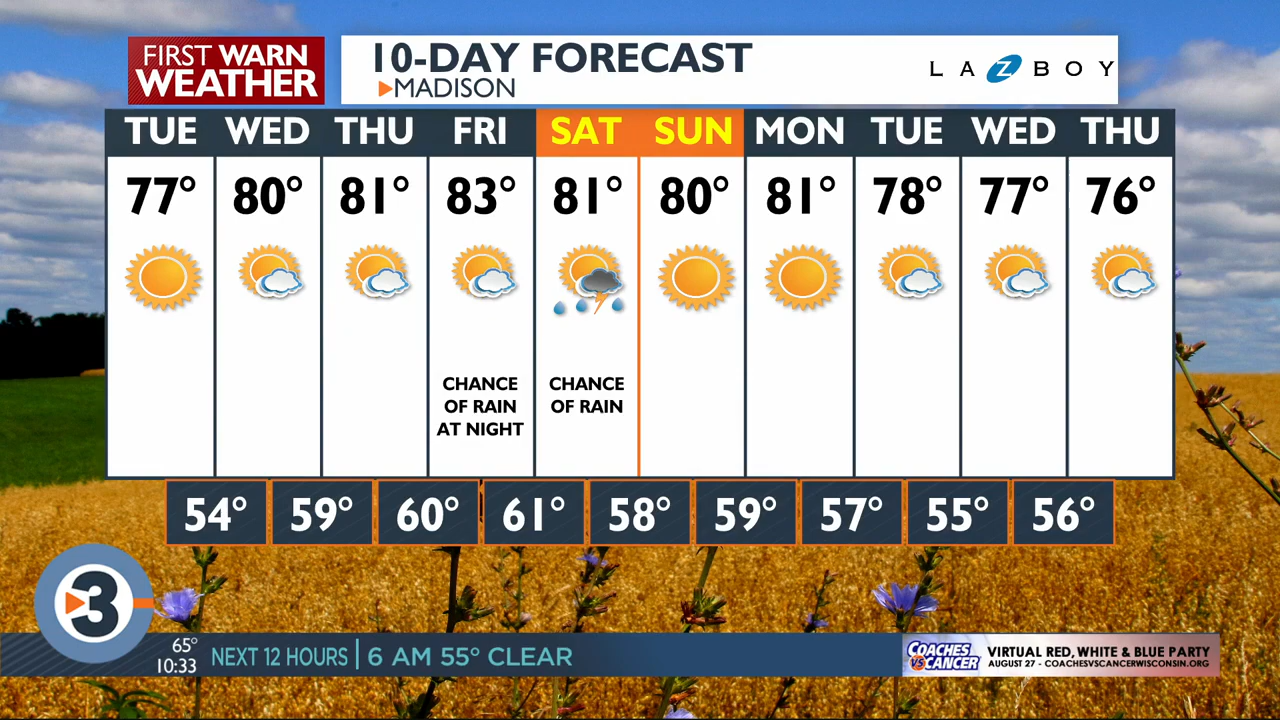 FIRST WARN
WEATHER
10-DAY FORECAST
MADISON
LA Z BOY
TUE WED THU FRI SAT SUN MON TUE WED THU
77° 80° 81° 83° 81° 80° 81° 78° 77° 76°
CHANCE
OF RAIN
AT NIGHT
CHANCE
OF RAIN
54° 59° 60° 61° 58° 59° 57° 55° 56°
3
65°
10:33
NEXT 12 HOURS | 6 AM 55° CLEAR
COACHES
VS
CANCER
VIRTUAL RED, WHITE & BLUE PARTY
AUGUST 27 - COACHESVSCANCERWISCONSIN.ORG